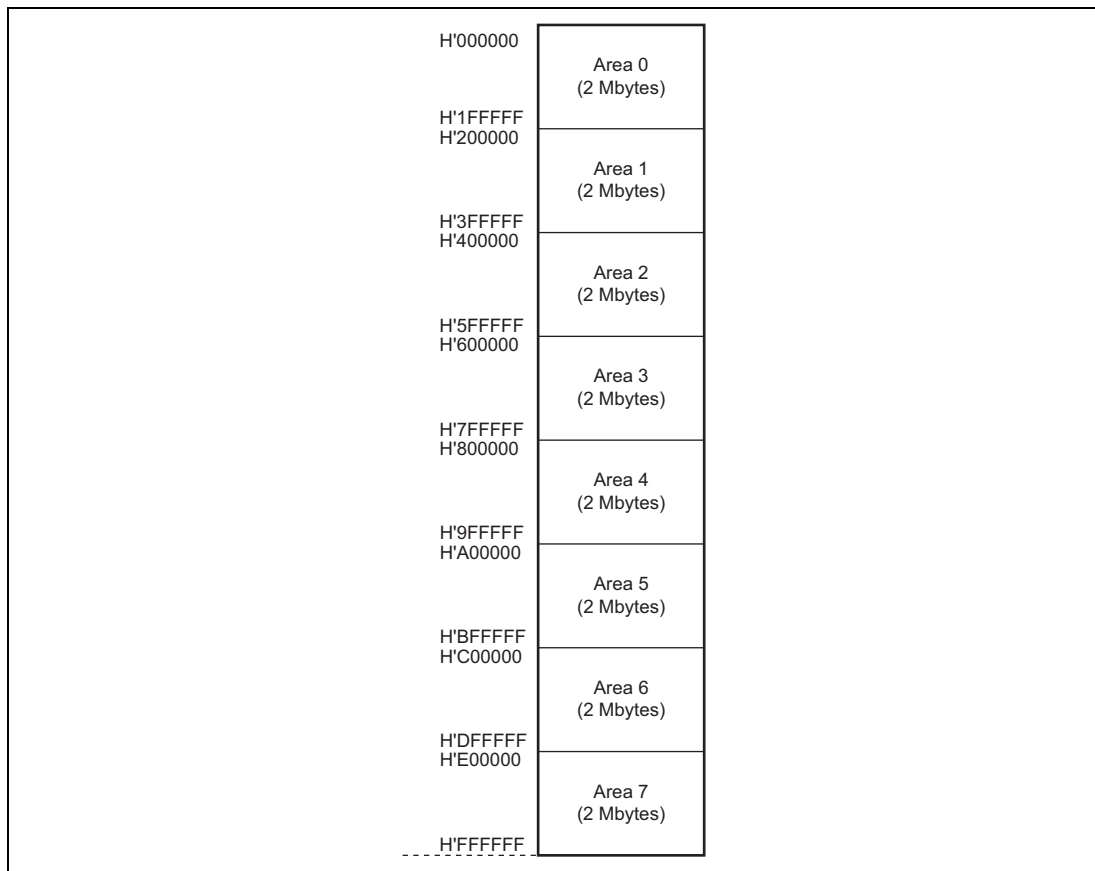 H'000000
Area 0
(2 Mbytes)
H'1FFFFF
H'200000
Area 1
(2 Mbytes)
H'3FFFFF
H'400000
Area 2
(2 Mbytes)
H'5FFFFF
H'600000
Area 3
(2 Mbytes)
H'7FFFFF
H'800000
Area 4
(2 Mbytes)
H'9FFFFF
H'A00000
Area 5
(2 Mbytes)
H'BFFFFF
H'C00000
Area 6
(2 Mbytes)
H'DFFFFF
H'E00000
Area 7
(2 Mbytes)
H'FFFFFF